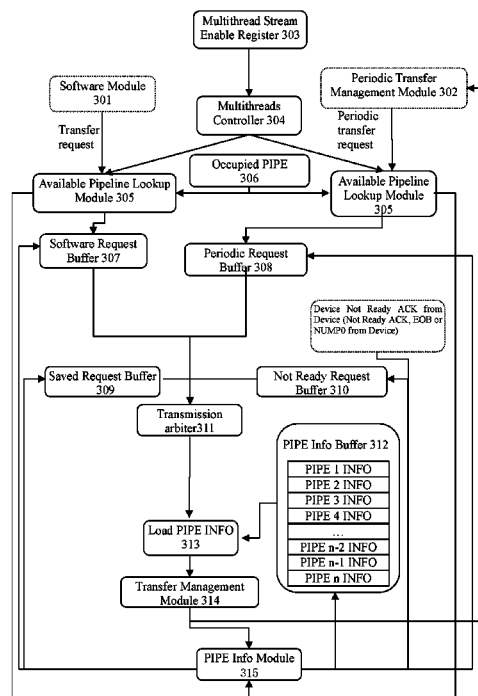 Multithread Stream
Enable Register 303
Software Module
301
Periodic Transfer
Management Module 302
Multithreads
Controller 304
Transfer
request
Periodic
transfer
request
Occupied PIPE
306
Available Pipeline Lookup
Module 305
Available Pipeline
Lookup Module
305
Software Request
Buffer 307
Periodic Request
Buffer 308
Device Not Ready ACK from
Device (Not Ready ACK, EOB or
NUMP0 from Device)
Saved Request Buffer
309
Not Ready Request
Buffer 310
Transmission
arbiter311
PIPE Info Buffer 312
PIPE 1 INFO
PIPE 2 INFO
PIPE 3 INFO
PIPE 4 INFO
...
PIPE n-2 INFO
PIPE n-1 INFO
PIPE n INFO
Load PIPE INFO
313
Transfer Management
Module 314
PIPE Info Module
315